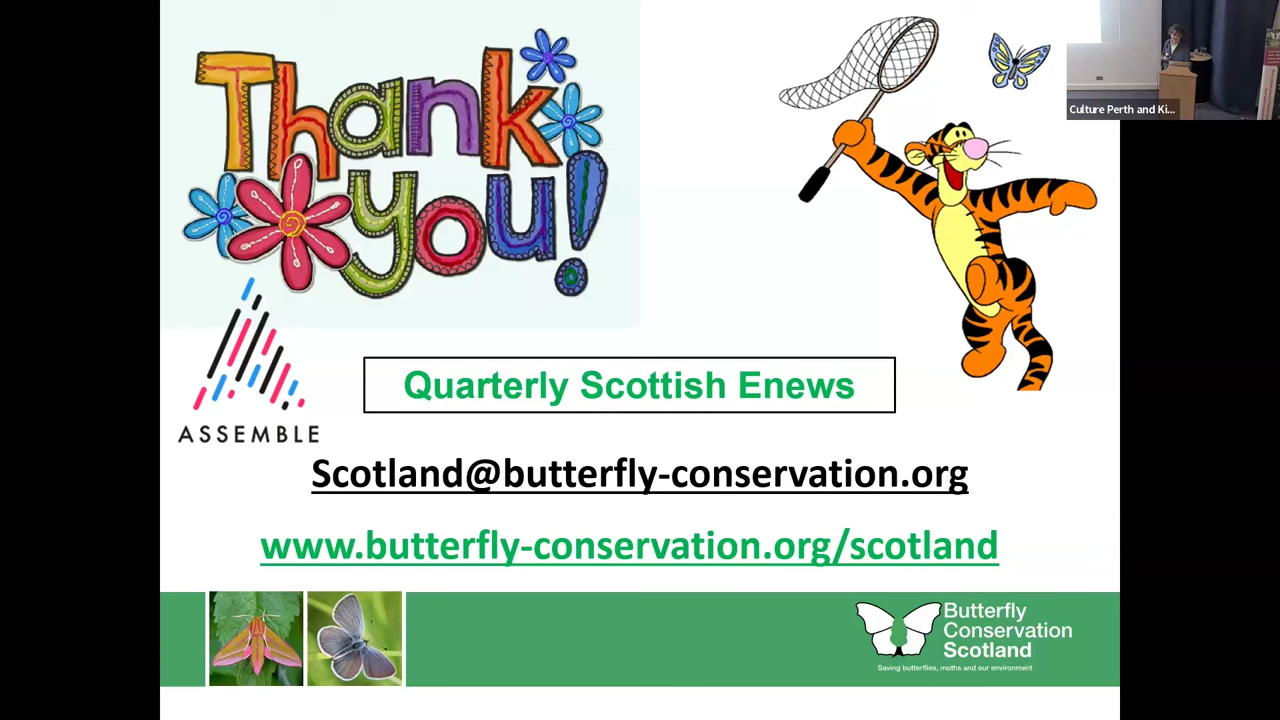 Thank
you!
Culture Perth and Ki...
ASSEMBLE
Quarterly Scottish Enews
Scotland@butterfly-conservation.org
www.butterfly-conservation.org/scotland
Butterfly
Conservation
Scotland
Saving butterflies, moths and our environment